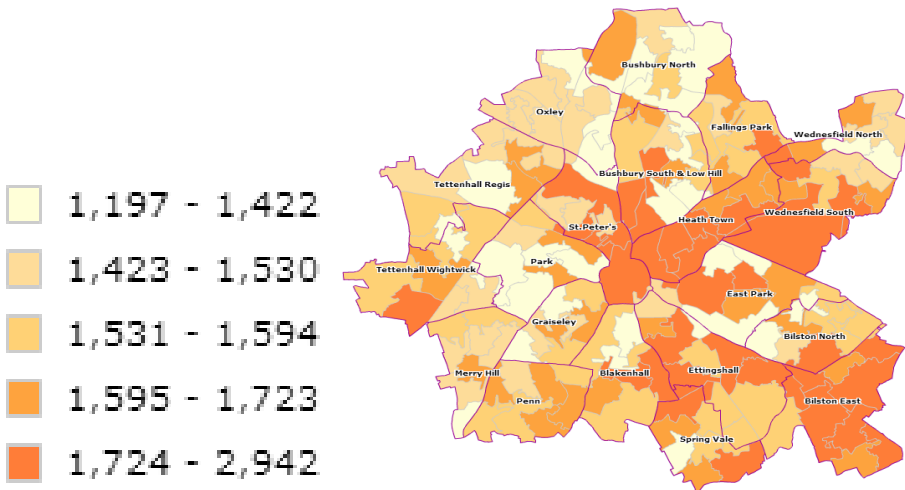 1,197 - 1,422
1,423 - 1,530
1,531 - 1,594
1,595 - 1,723
1,724 - 2,942
Bushbury North
Oxley
Fallings Park
Wednesfield North
Bushbury South & Low Hill
Tettenhall Regis
Wednesfield South
Heath Town
St.Peter's
Park
Tettenhall Wightwick
East Park
Graiseley
Bilston North
Merry Hill
Blakenhall
Ettingshall
Penn
Bilston East
Spring Vale